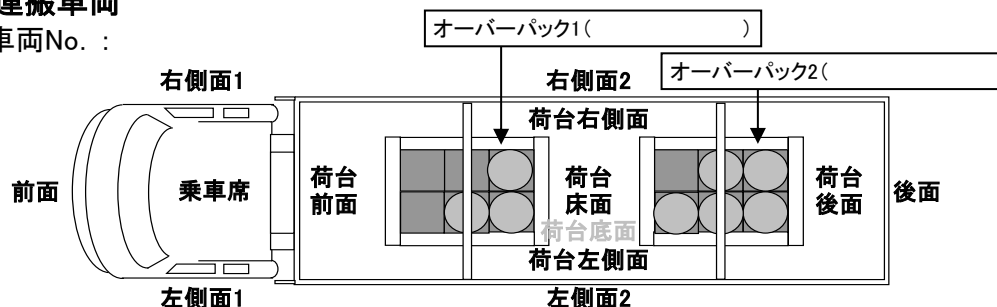 運搬車両
車両No．：
オーバーパック1(　　　　　　　)
オーバーパック2(
右側面1
右側面2
荷台右側面
前面
乗車席
荷台
前面
荷台
床面
荷台底面
荷台
後面
後面
荷台左側面
左側面1
左側面2